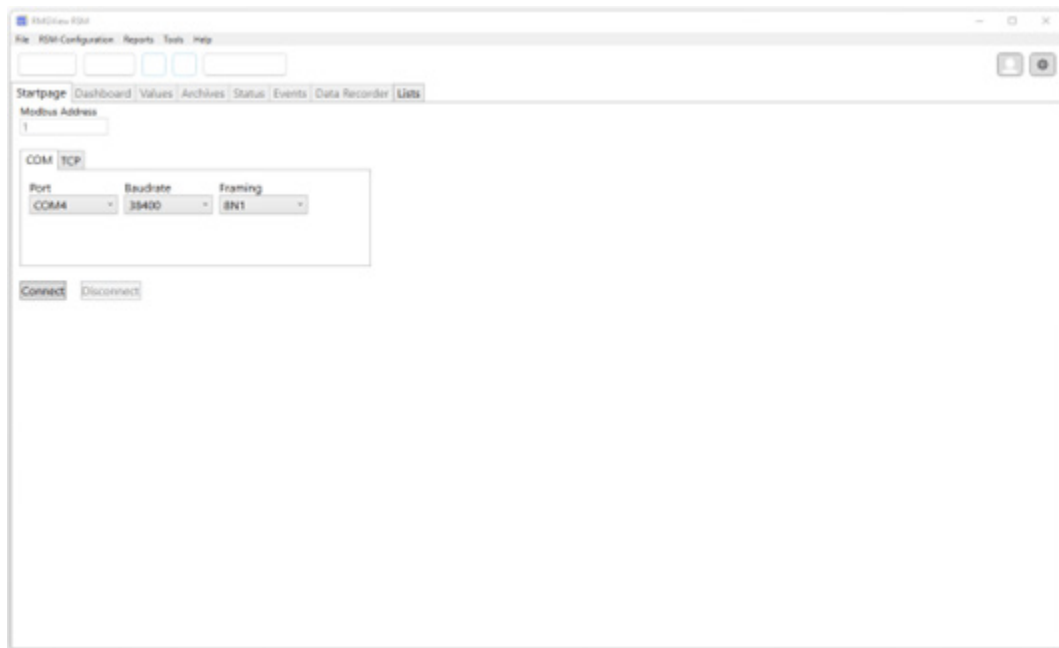 RMGView RSM
File RSM-Configuration Reports Tools Help
Startpage Dashboard Values Archives Status Events Data Recorder Lists
Modbus Address
1
COM TCP
Port Baudrate Framing
COM4 38400 8N1
Connect Disconnect